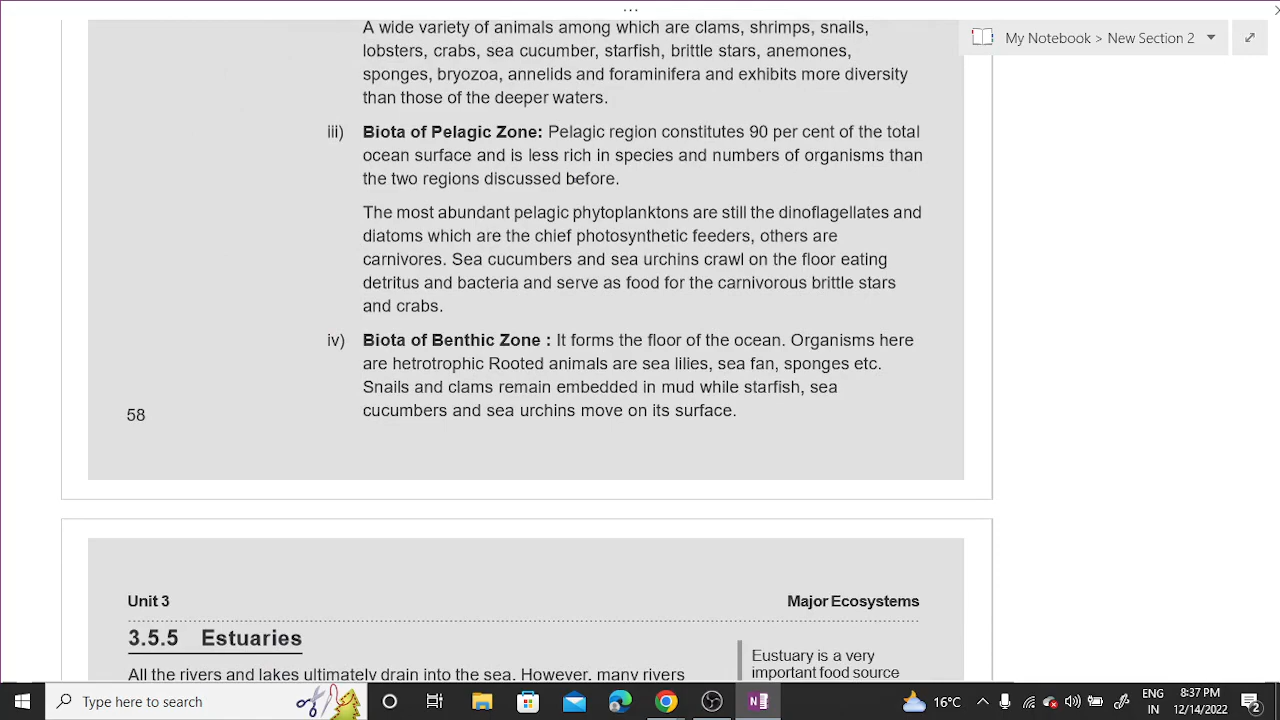 ...
My Notebook > New Section 2
A wide variety of animals among which are clams, shrimps, snails,
lobsters, crabs, sea cucumber, starfish, brittle stars, anemones,
sponges, bryozoa, annelids and foraminifera and exhibits more diversity
than those of the deeper waters.
iii) Biota of Pelagic Zone: Pelagic region constitutes 90 per cent of the total
ocean surface and is less rich in species and numbers of organisms than
the two regions discussed before.
The most abundant pelagic phytoplanktons are still the dinoflagellates and
diatoms which are the chief photosynthetic feeders, others are
carnivores. Sea cucumbers and sea urchins crawl on the floor eating
detritus and bacteria and serve as food for the carnivorous brittle stars
and crabs.
iv) Biota of Benthic Zone : It forms the floor of the ocean. Organisms here
are hetrotrophic Rooted animals are sea lilies, sea fan, sponges etc.
Snails and clams remain embedded in mud while starfish, sea
cucumbers and sea urchins move on its surface.
58
Unit 3 Major Ecosystems
3.5.5 Estuaries
All the rivers and lakes ultimately drain into the sea. However, many rivers
Eustuary is a very
important food source
Type here to search
16°C
ENG
IN
8:37 PM
12/14/2022
2